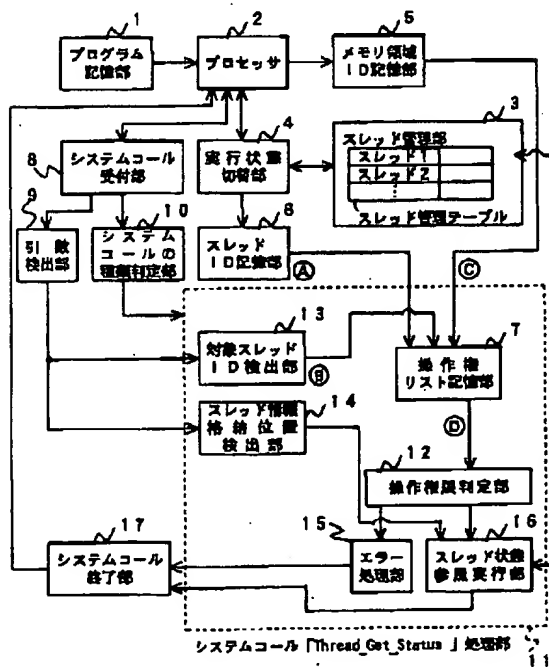 1
2
5
プログラム
記憶部
プロセッサ
メモリ領域
ID記憶部
3
4
スレッド管理部
スレッド1
スレッド2
スレッド管理テーブル
8
システムコール
受付部
実行状態
切替部
9
10
6
引数
検出部
システム
コールの
種類判定部
スレッド
ID記憶部
Ⓐ
Ⓒ
13
対象スレッド
ID検出部
Ⓑ
7
操作権
リスト記憶部
14
スレッド情報
格納位置
検出部
Ⓓ
12
操作権限判定部
17
15
16
システムコール
終了部
エラー
処理部
スレッド状態
参照実行部
システムコール「Thread_Get_Status」処理部
11